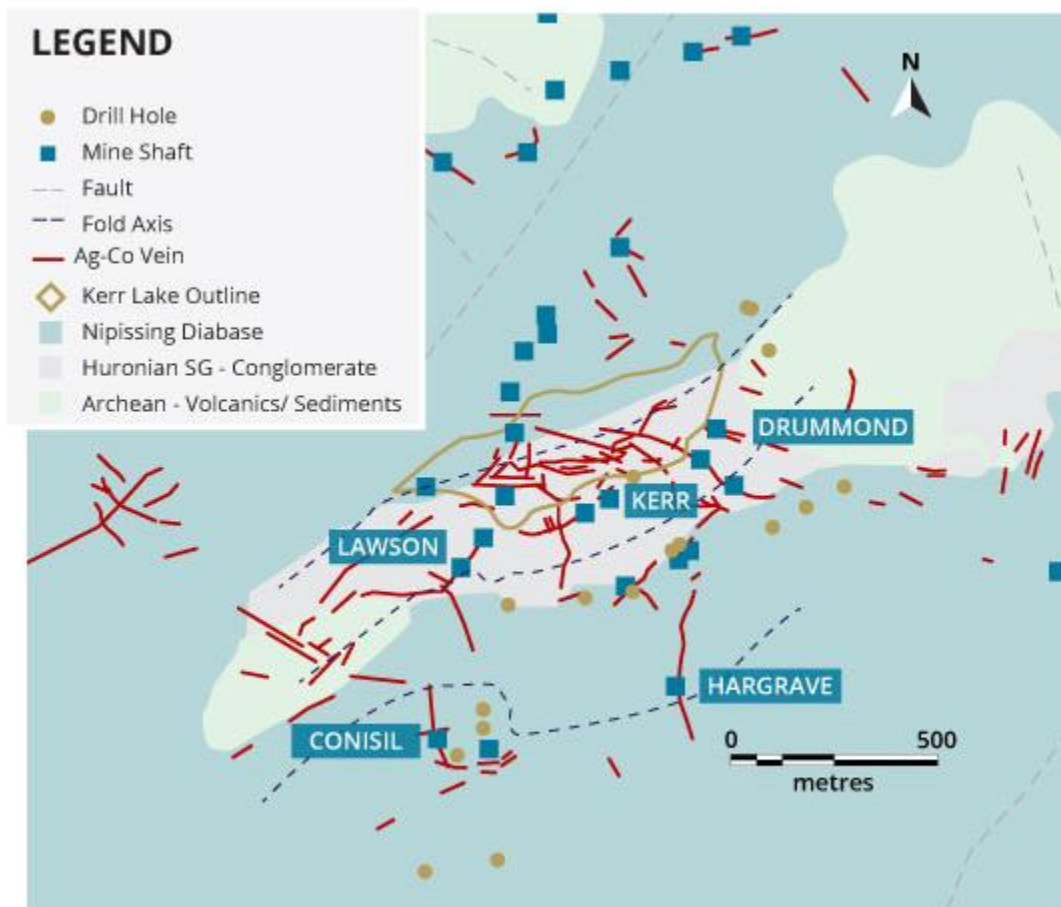 LEGEND
Drill Hole
Mine Shaft
Fault
Fold Axis
Ag-Co Vein
Kerr Lake Outline
Nipissing Diabase
Huronian SG - Conglomerate
Archean - Volcanics/ Sediments
N
DRUMMOND
KERR
LAWSON
HARGRAVE
CONISIL
0 500
metres